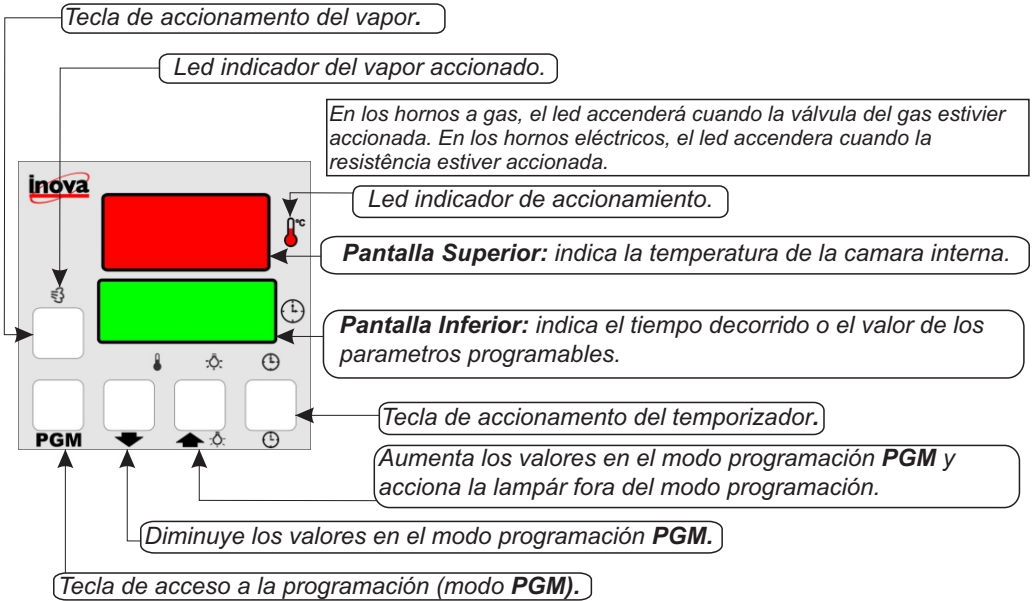 Tecla de accionamento del vapor.
Led indicador del vapor accionado.
En los hornos a gas, el led accenderá cuando la válvula del gas estivier
accionada. En los hornos eléctricos, el led accendera cuando la
resistência estiver accionada.
inova
Led indicador de accionamiento.
°C
Pantalla Superior: indica la temperatura de la camara interna.
Pantalla Inferior: indica el tiempo decorrido o el valor de los
parametros programables.
Tecla de accionamento del temporizador.
PGM
Aumenta los valores en el modo programación PGM y
acciona la lampár fora del modo programación.
Diminuye los valores en el modo programación PGM.
Tecla de acceso a la programación (modo PGM).